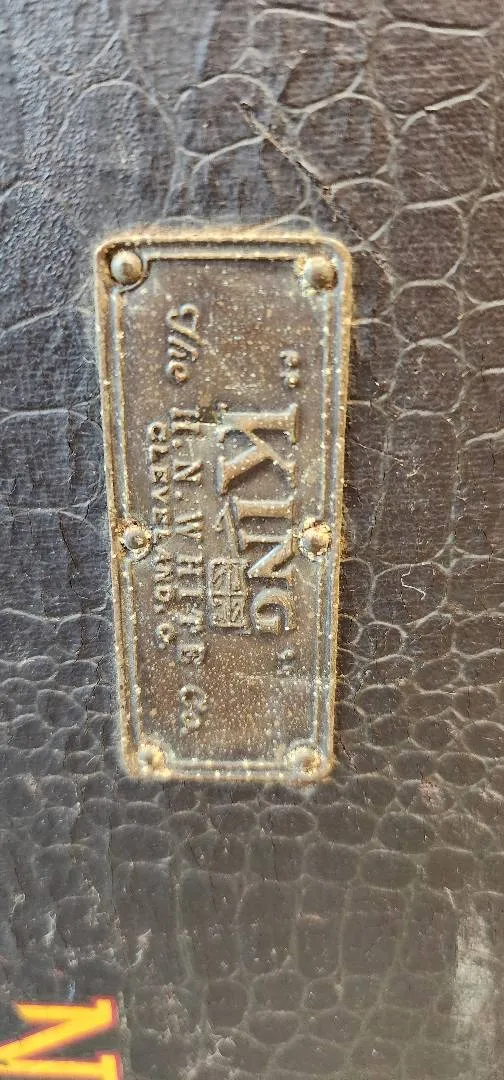 "KING"
The H. N. WHITE Co.
CLEVELAND, O.
N